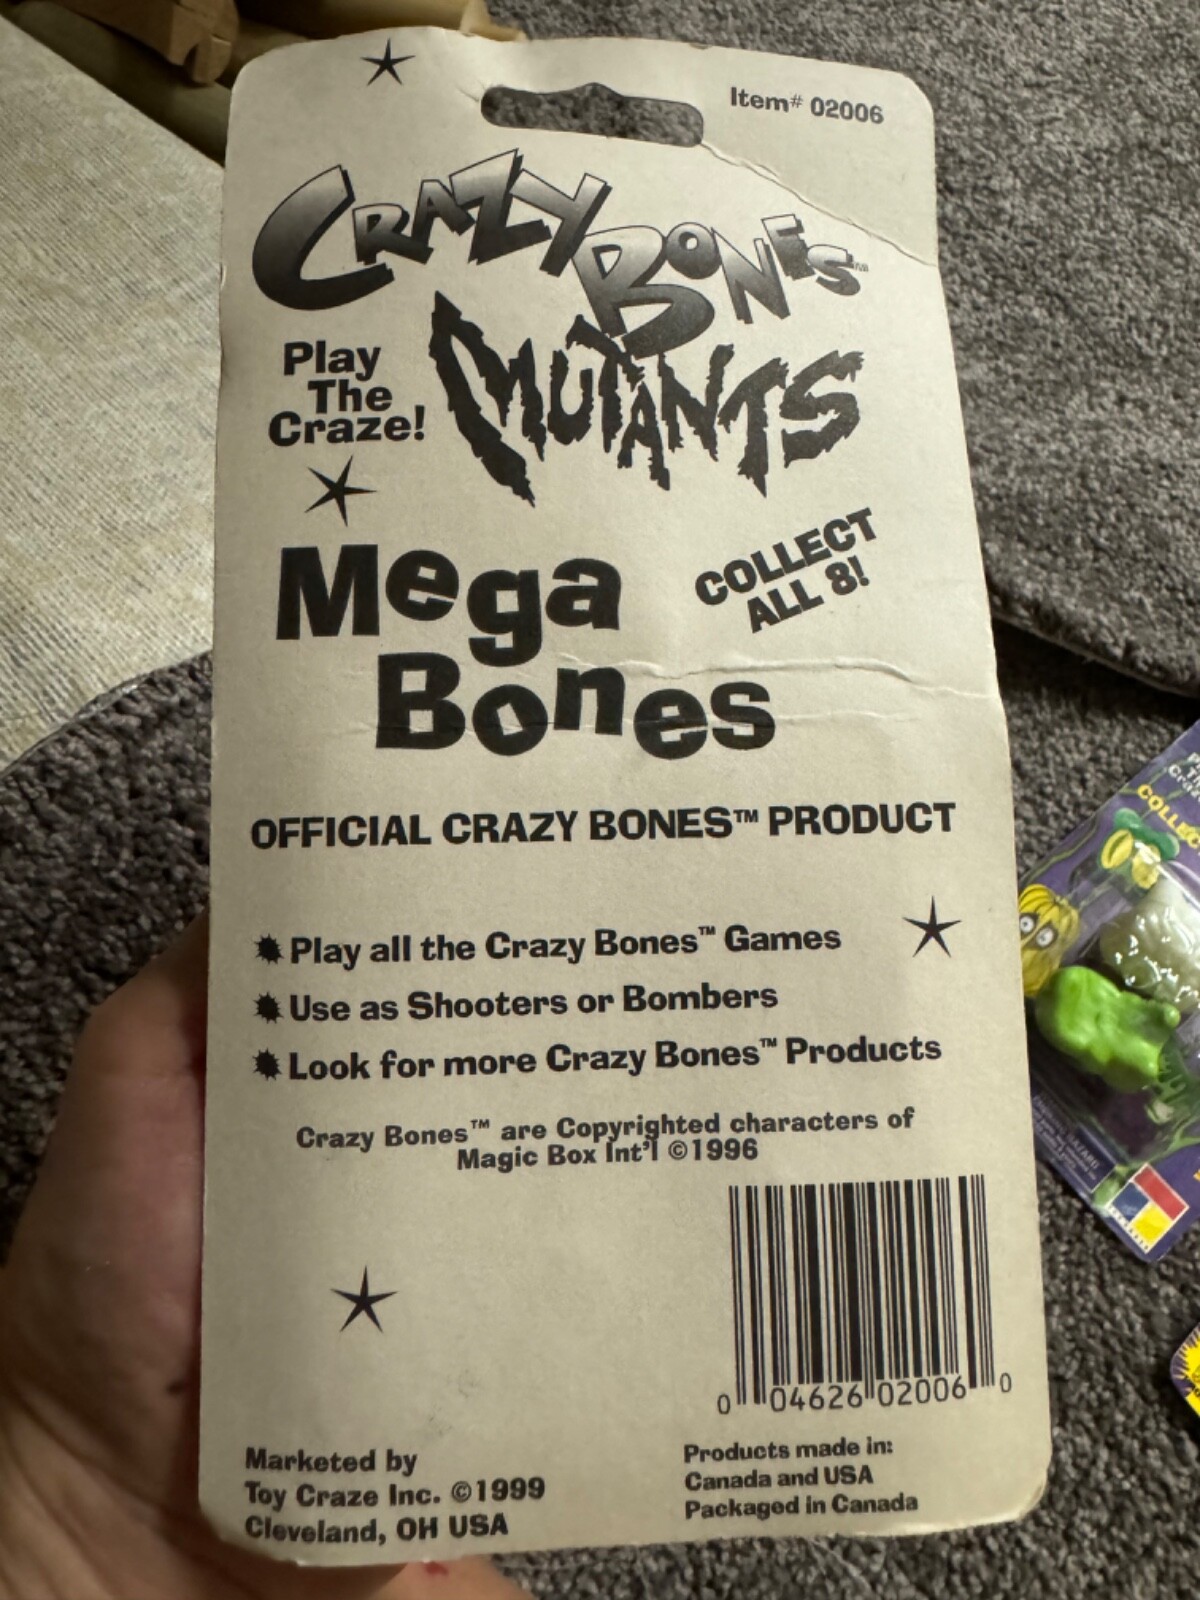 Item# 02006
CRAZY BONES™
MUTANTS
Play
The
Craze!
COLLECT
ALL 8!
Mega
Bones
OFFICIAL CRAZY BONES™ PRODUCT
Play all the Crazy Bones™ Games
Use as Shooters or Bombers
Look for more Crazy Bones™ Products
Crazy Bones™ are Copyrighted characters of
Magic Box Int'l ©1996
0 04626 02006 0
Marketed by
Toy Craze Inc. ©1999
Cleveland, OH USA
Products made in:
Canada and USA
Packaged in Canada